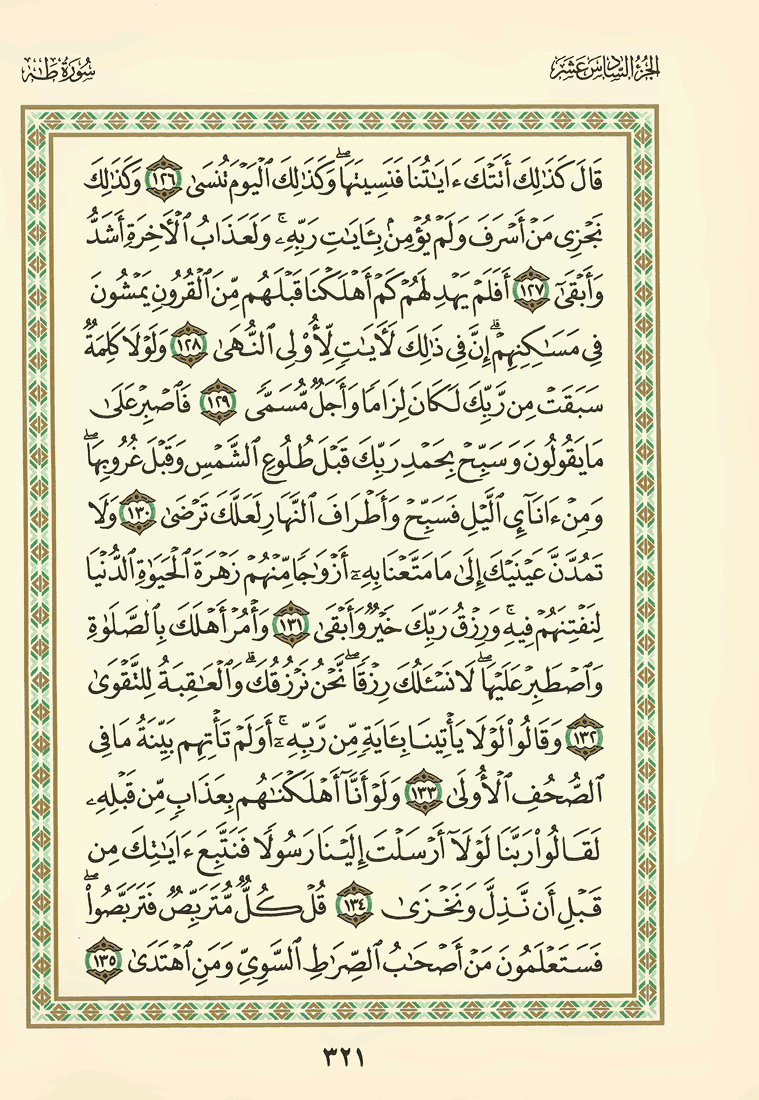 الجزء السادس عشر
سورة طه
قَالَ كَذَٰلِكَ أَتَتْكَ ءَايَٰتُنَا فَنَسِيتَهَا ۖ وَكَذَٰلِكَ ٱلْيَوْمَ تُنسَىٰ ١٢٦ وَكَذَٰلِكَ
نَجْزِى مَنْ أَسْرَفَ وَلَمْ يُؤْمِنۢ بِـَٔايَٰتِ رَبِّهِۦ ۚ وَلَعَذَابُ ٱلْأَخِرَةِ أَشَدُّ
وَأَبْقَىٰٓ ١٢٧ أَفَلَمْ يَهْدِ لَهُمْ كَمْ أَهْلَكْنَا قَبْلَهُم مِّنَ ٱلْقُرُونِ يَمْشُونَ
فِى مَسَٰكِنِهِمْ ۗ إِنَّ فِى ذَٰلِكَ لَأَيَٰتٍ لِّأُو۟لِى ٱلنُّهَىٰ ١٢٨ وَلَوْلَا كَلِمَةٌ
سَبَقَتْ مِن رَّبِّكَ لَكَانَ لِزَامًا وَأَجَلٌ مُّسَمًّى ١٢٩ فَٱصْبِرْ عَلَىٰ
مَا يَقُولُونَ وَسَبِّحْ بِحَمْدِ رَبِّكَ قَبْلَ طُلُوعِ ٱلشَّمْسِ وَقَبْلَ غُرُوبِهَا ۖ
وَمِنْ ءَانَآئِ ٱلَّيْلِ فَسَبِّحْ وَأَطْرَافَ ٱلنَّهَارِ لَعَلَّكَ تَرْضَىٰ ١٣٠ وَلَا
تَمُدَّنَّ عَيْنَيْكَ إِلَىٰ مَا مَتَّعْنَا بِهِۦٓ أَزْوَٰجًا مِّنْهُمْ زَهْرَةَ ٱلْحَيَوٰةِ ٱلدُّنْيَا
لِنَفْتِنَهُمْ فِيهِ ۚ وَرِزْقُ رَبِّكَ خَيْرٌ وَأَبْقَىٰ ١٣١ وَأْمُرْ أَهْلَكَ بِٱلصَّلَوٰةِ
وَٱصْطَبِرْ عَلَيْهَا ۖ لَا نَسْـَٔلُكَ رِزْقًا ۖ نَّحْنُ نَرْزُقُكَ ۗ وَٱلْعَٰقِبَةُ لِلتَّقْوَىٰ
١٣٢ وَقَالُوا۟ لَوْلَا يَأْتِينَا بِـَٔايَةٍ مِّن رَّبِّهِۦٓ ۚ أَوَلَمْ تَأْتِهِم بَيِّنَةُ مَا فِى
ٱلصُّحُفِ ٱلْأُولَىٰ ١٣٣ وَلَوْ أَنَّآ أَهْلَكْنَٰهُم بِعَذَابٍ مِّن قَبْلِهِۦ
لَقَالُوا۟ رَبَّنَا لَوْلَآ أَرْسَلْتَ إِلَيْنَا رَسُولًا فَنَتَّبِعَ ءَايَٰتِكَ مِن
قَبْلِ أَن نَّذِلَّ وَنَخْزَىٰ ١٣٤ قُلْ كُلٌّ مُّتَرَبِّصٌ فَتَرَبَّصُوا۟ ۖ
فَسَتَعْلَمُونَ مَنْ أَصْحَٰبُ ٱلصِّرَٰطِ ٱلسَّوِىِّ وَمَنِ ٱهْتَدَىٰ ١٣٥
٣٢١